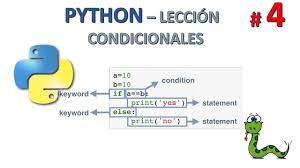 PYTHON – LECCIÓN # 4
CONDICIONALES
a=10
b=10
condition
keyword if a==b:
print('yes') statement
keyword else:
print('no') statement